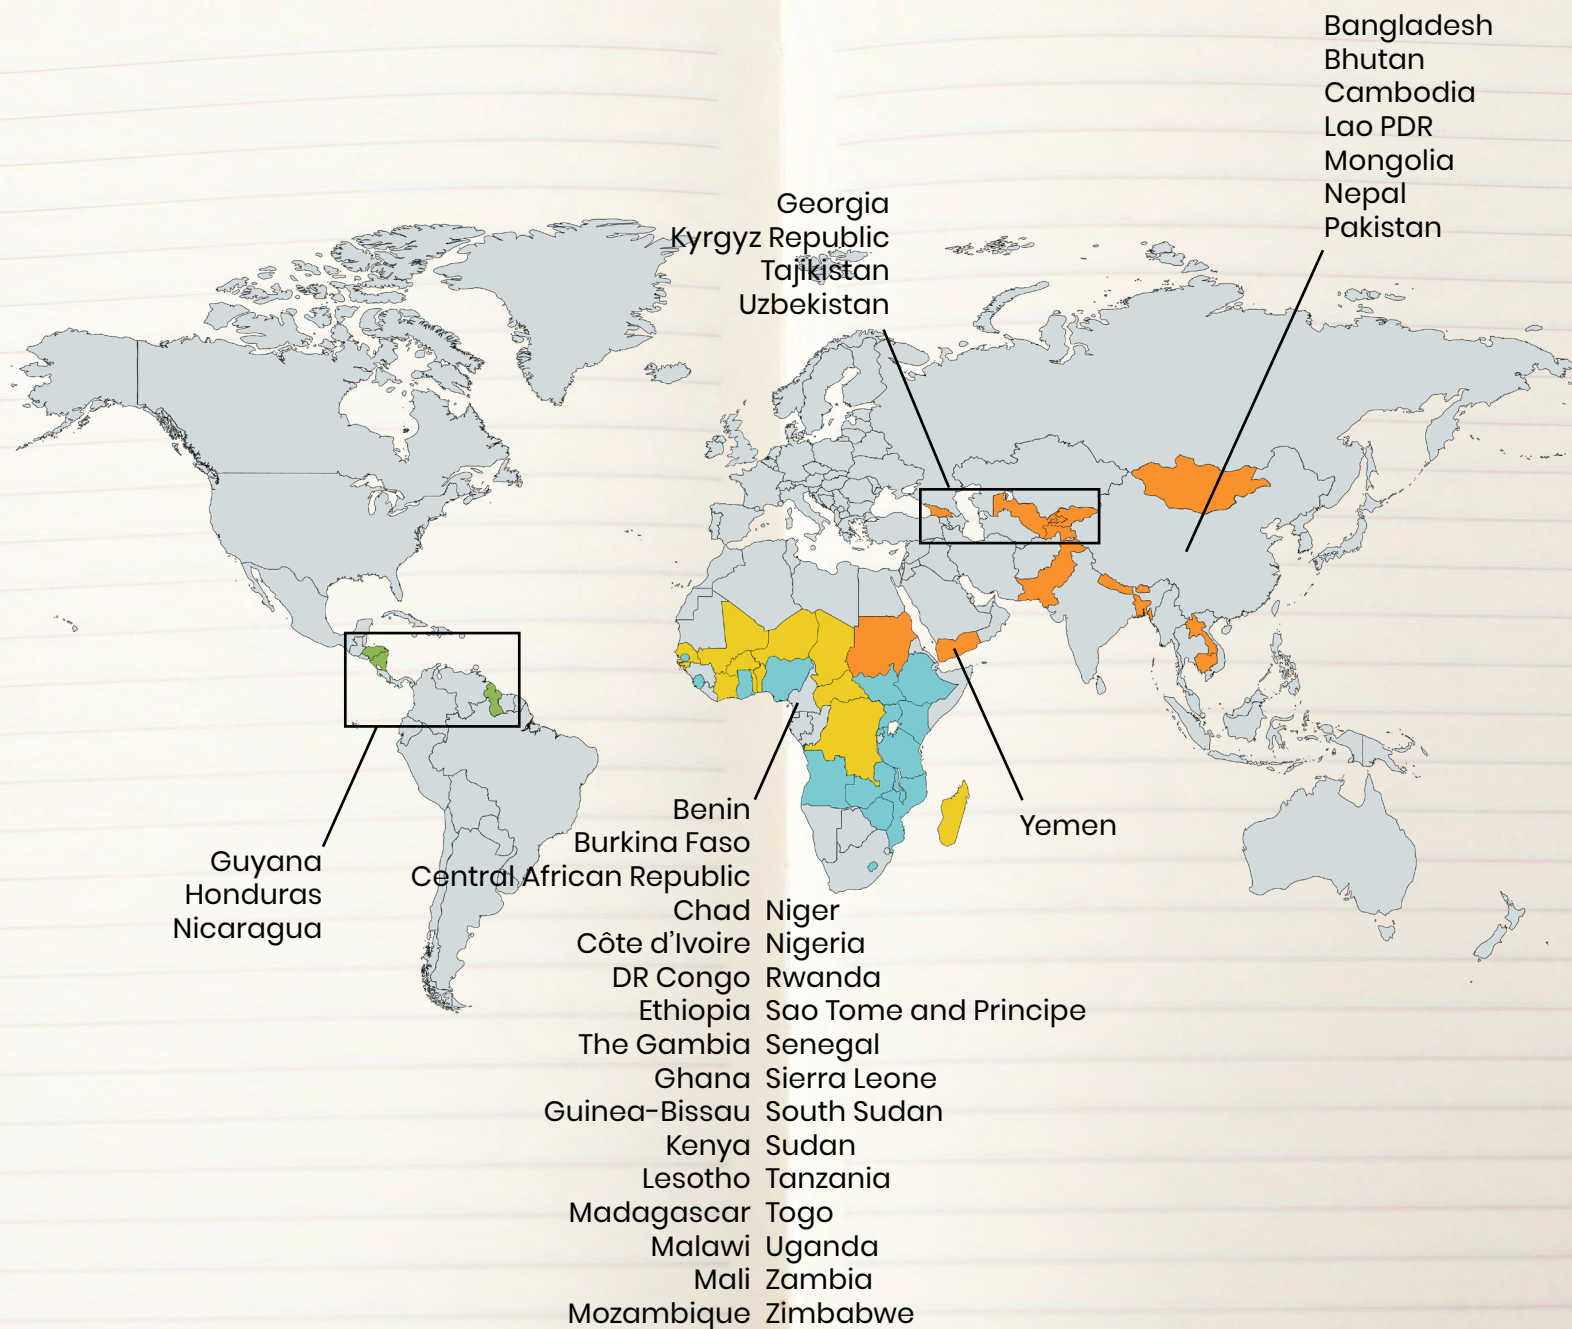 Bangladesh
Bhutan
Cambodia
Lao PDR
Mongolia
Nepal
Pakistan
Georgia
Kyrgyz Republic
Tajikistan
Uzbekistan
Guyana
Honduras
Nicaragua
Yemen
Benin
Burkina Faso
Central African Republic
Chad
Côte d’Ivoire
DR Congo
Ethiopia
The Gambia
Ghana
Guinea-Bissau
Kenya
Lesotho
Madagascar
Malawi
Mali
Mozambique
Niger
Nigeria
Rwanda
Sao Tome and Principe
Senegal
Sierra Leone
South Sudan
Sudan
Tanzania
Togo
Uganda
Zambia
Zimbabwe